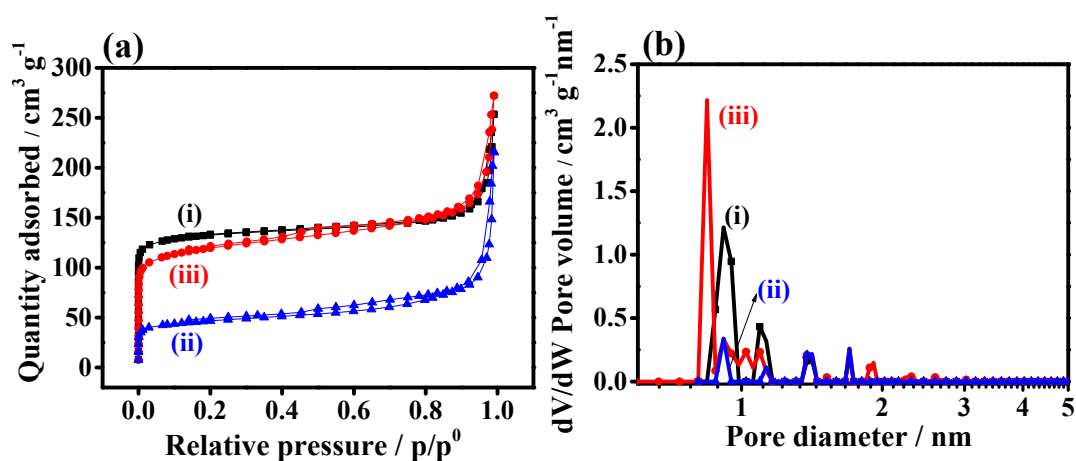 (a)
Quantity adsorbed / cm³ g⁻¹
300
250
200
150
100
50
0
(i)
(iii)
(ii)
0.0 0.2 0.4 0.6 0.8 1.0
Relative pressure / p/p⁰
(b)
dV/dW Pore volume / cm³ g⁻¹nm⁻¹
2.5
2.0
1.5
1.0
0.5
0.0
(iii)
(i)
(ii)
1 2 3 4 5
Pore diameter / nm